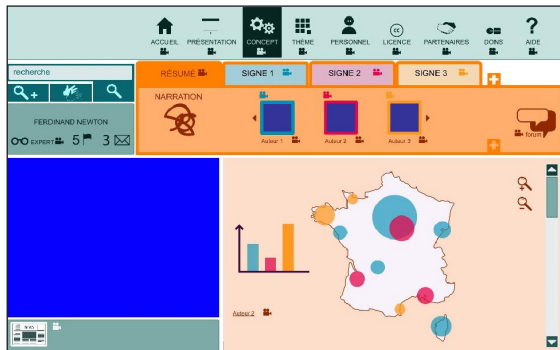 ACCUEIL PRÉSENTATION CONCEPT THÈME PERSONNEL LICENCE PARTENAIRES DONS AIDE
recherche
RÉSUMÉ SIGNE 1 SIGNE 2 SIGNE 3
NARRATION
FERDINAND NEWTON
EXPERT 5 3
Auteur 1 Auteur 2 Auteur 3
forum
Auteur 2